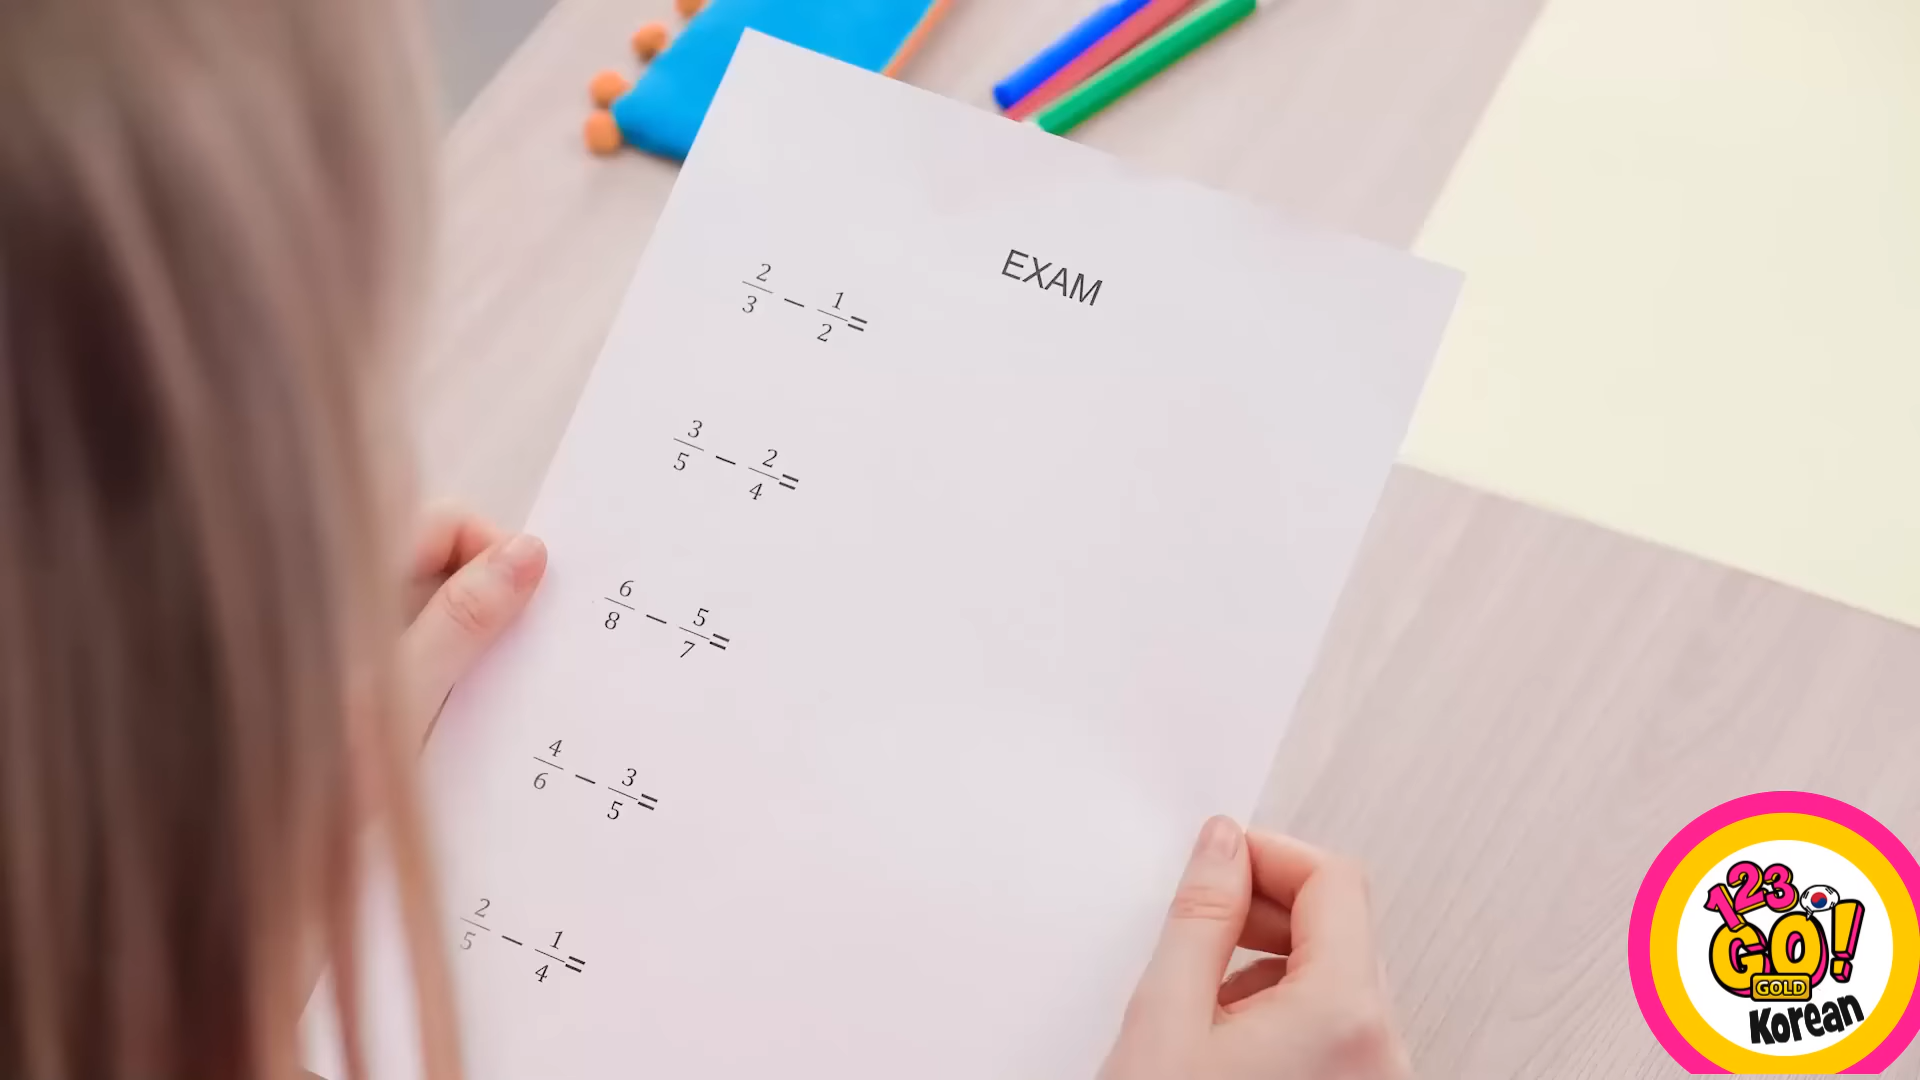 EXAM
2/3 − 1/2=
3/5 − 2/4=
6/8 − 5/7=
4/6 − 3/5=
2/5 − 1/4=
123
GO!
GOLD
Korean